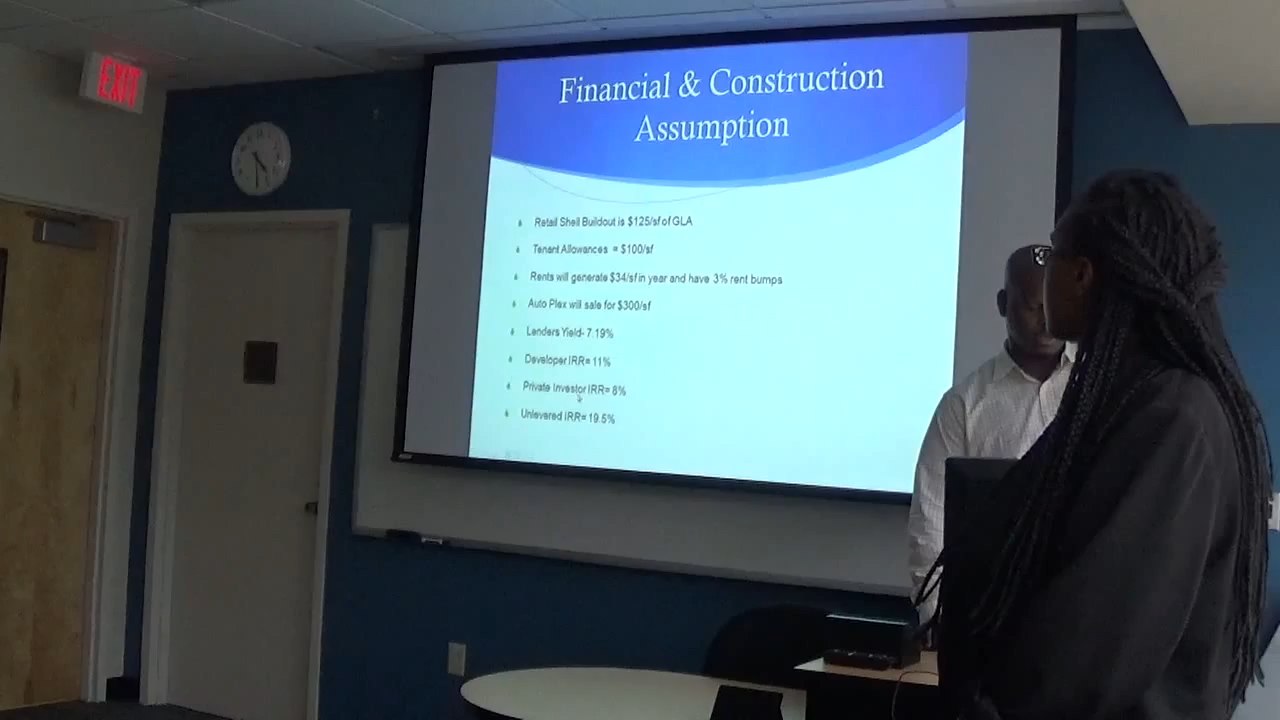 EXIT
Financial & Construction
Assumption
Retail Shell Buildout is $125/sf of GLA
Tenant Allowances = $100/sf
Rents will generate $34/sf in year and have 3% rent bumps
Auto Plex will sale for $300/sf
Lenders Yield- 7.19%
Developer IRR= 11%
Private Investor IRR= 8%
Unlevered IRR= 19.5%